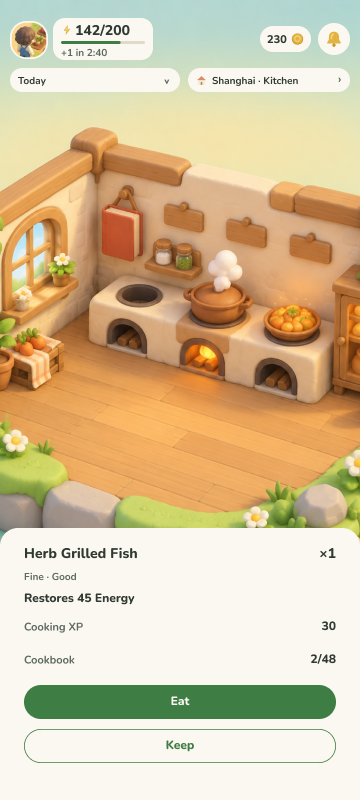 142/200
+1 in 2:40
230
Today
Shanghai · Kitchen
Herb Grilled Fish ×1
Fine · Good
Restores 45 Energy
Cooking XP 30
Cookbook 2/48
Eat
Keep